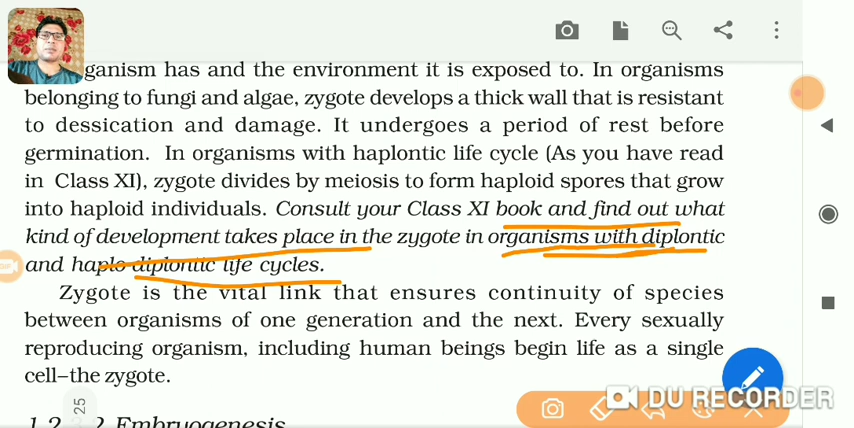 ganism has and the environment it is exposed to. In organisms
belonging to fungi and algae, zygote develops a thick wall that is resistant
to dessication and damage. It undergoes a period of rest before
germination. In organisms with haplontic life cycle (As you have read
in Class XI), zygote divides by meiosis to form haploid spores that grow
into haploid individuals. Consult your Class XI book and find out what
kind of development takes place in the zygote in organisms with diplontic
and haplo-diplontic life cycles.
Zygote is the vital link that ensures continuity of species
between organisms of one generation and the next. Every sexually
reproducing organism, including human beings begin life as a single
cell–the zygote.
25
DU RECORDER
Embryogenesis